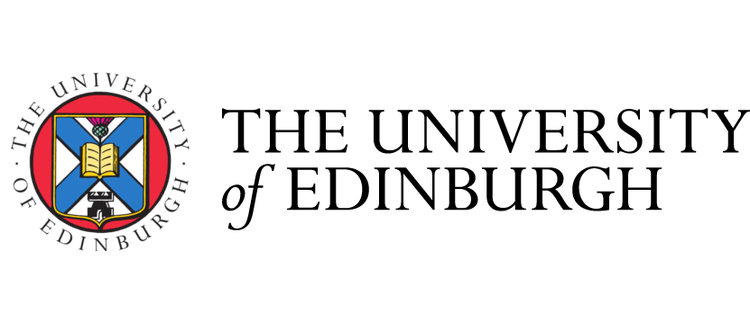 · THE UNIVERSITY ·
OF EDINBURGH
THE UNIVERSITY
of EDINBURGH